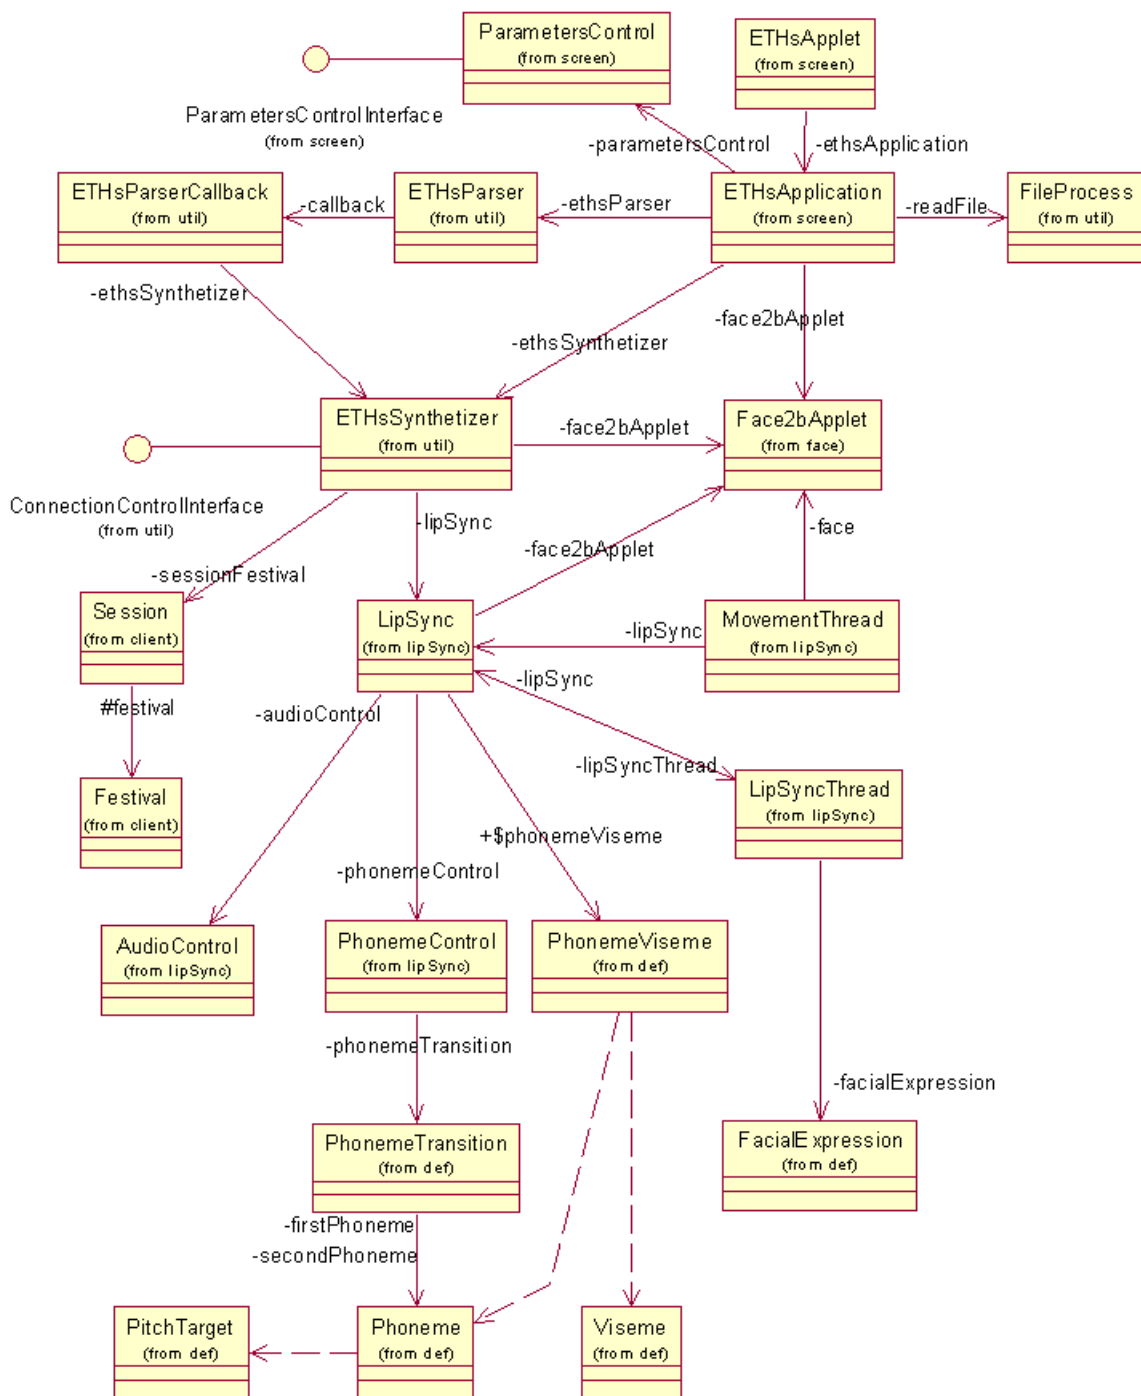 ParametersControl
(from screen)
ETHsApplet
(from screen)
ParametersControlInterface
(from screen)
-parametersControl
-ethsApplication
ETHsParserCallback
(from util)
-callback
ETHsParser
(from util)
-ethsParser
ETHsApplication
(from screen)
-readFile
FileProcess
(from util)
-ethsSynthetizer
-ethsSynthetizer
-face2bApplet
ETHsSynthetizer
(from util)
-face2bApplet
Face2bApplet
(from face)
ConnectionControlInterface
(from util)
-lipSync
-face2bApplet
-face
-sessionFestival
Session
(from client)
LipSync
(from lipSync)
-lipSync
MovementThread
(from lipSync)
-lipSync
#festival
-audioControl
-lipSyncThread
Festival
(from client)
LipSyncThread
(from lipSync)
+$phonemeViseme
-phonemeControl
AudioControl
(from lipSync)
PhonemeControl
(from lipSync)
PhonemeViseme
(from def)
-phonemeTransition
-facialExpression
PhonemeTransition
(from def)
FacialExpression
(from def)
-firstPhoneme
-secondPhoneme
PitchTarget
(from def)
Phoneme
(from def)
Viseme
(from def)